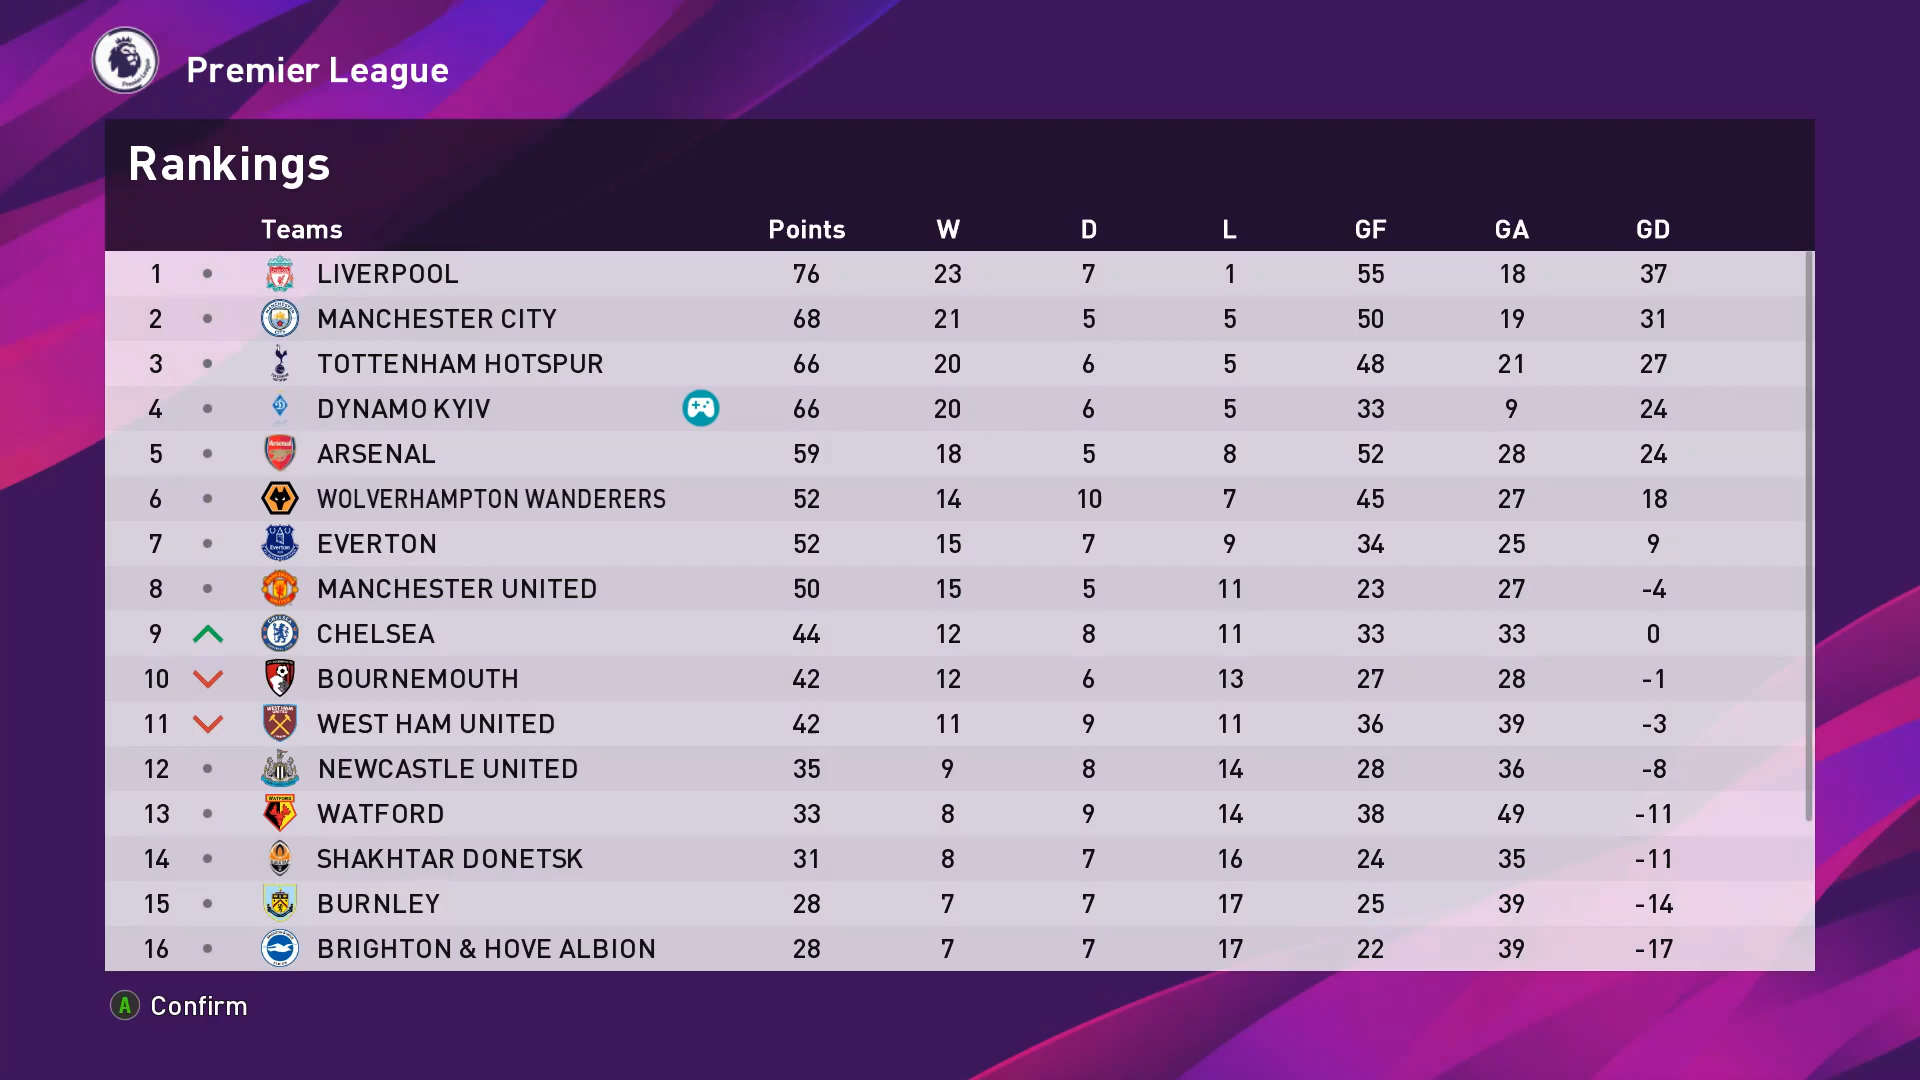 Premier League
Rankings
Teams Points W D L GF GA GD
1 LIVERPOOL 76 23 7 1 55 18 37
2 MANCHESTER CITY 68 21 5 5 50 19 31
3 TOTTENHAM HOTSPUR 66 20 6 5 48 21 27
4 DYNAMO KYIV 66 20 6 5 33 9 24
5 ARSENAL 59 18 5 8 52 28 24
6 WOLVERHAMPTON WANDERERS 52 14 10 7 45 27 18
7 EVERTON 52 15 7 9 34 25 9
8 MANCHESTER UNITED 50 15 5 11 23 27 -4
9 CHELSEA 44 12 8 11 33 33 0
10 BOURNEMOUTH 42 12 6 13 27 28 -1
11 WEST HAM UNITED 42 11 9 11 36 39 -3
12 NEWCASTLE UNITED 35 9 8 14 28 36 -8
13 WATFORD 33 8 9 14 38 49 -11
14 SHAKHTAR DONETSK 31 8 7 16 24 35 -11
15 BURNLEY 28 7 7 17 25 39 -14
16 BRIGHTON & HOVE ALBION 28 7 7 17 22 39 -17
A Confirm